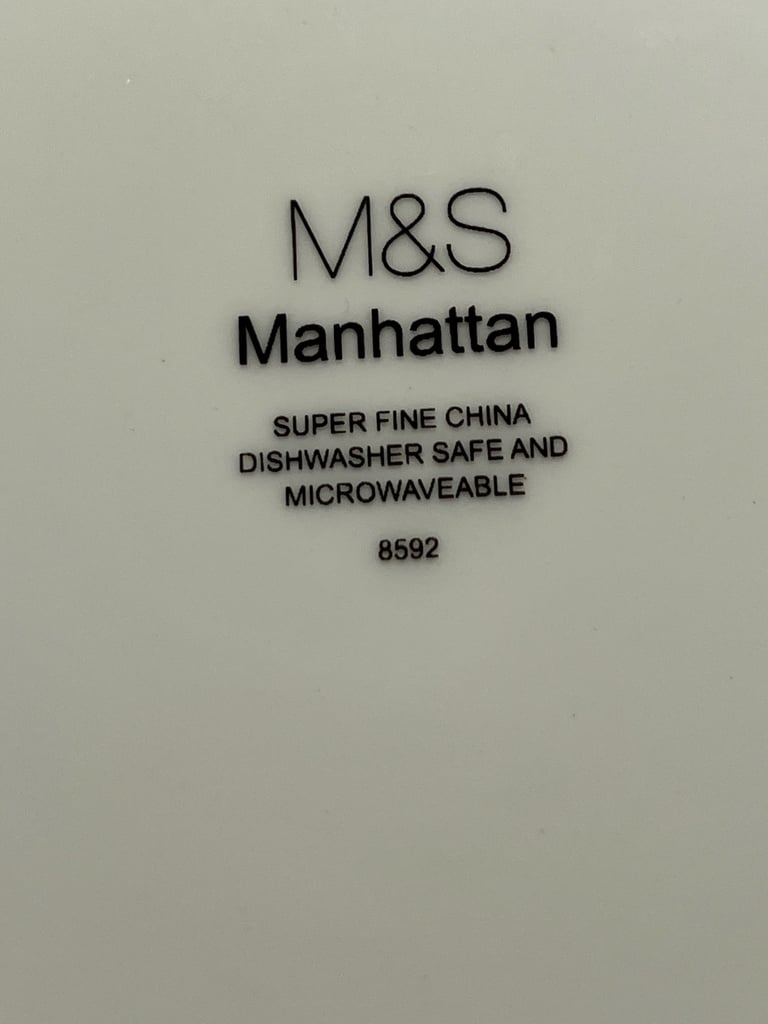 M&S
Manhattan
SUPER FINE CHINA
DISHWASHER SAFE AND
MICROWAVEABLE
8592